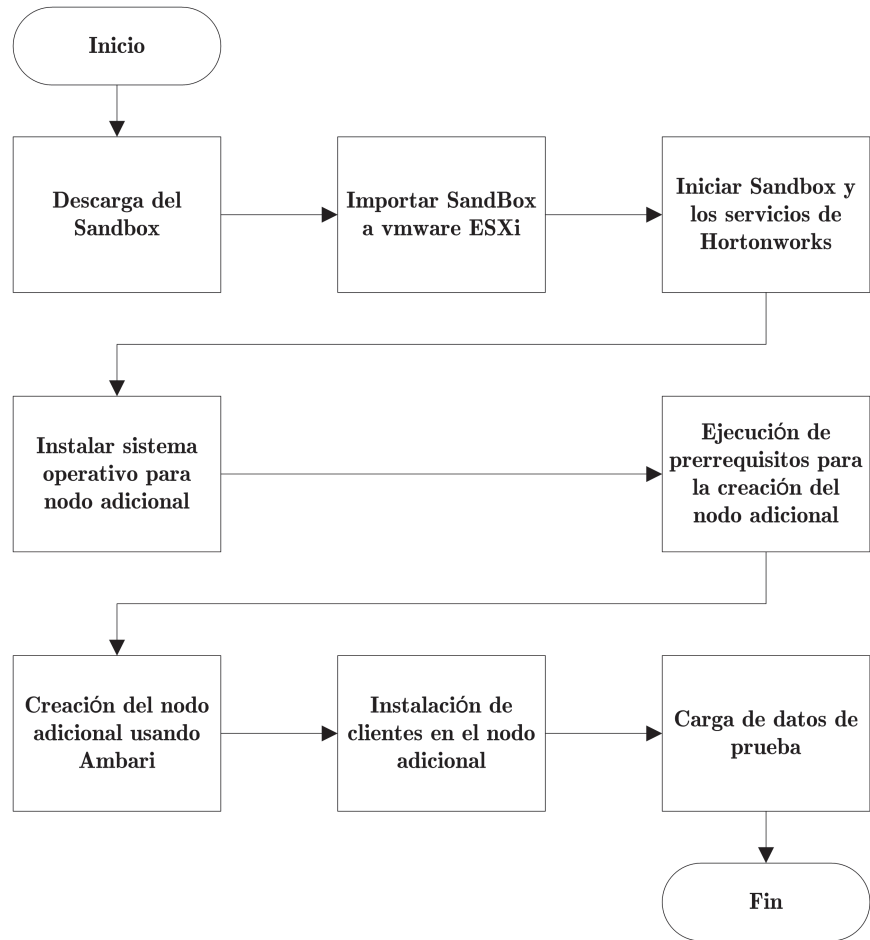 Inicio
Descarga del
Sandbox
Importar SandBox
a vmware ESXi
Iniciar Sandbox y
los servicios de
Hortonworks
Instalar sistema
operativo para
nodo adicional
Ejecución de
prerrequisitos para
la creación del
nodo adicional
Creación del nodo
adicional usando
Ambari
Instalación de
clientes en el nodo
adicional
Carga de datos de
prueba
Fin